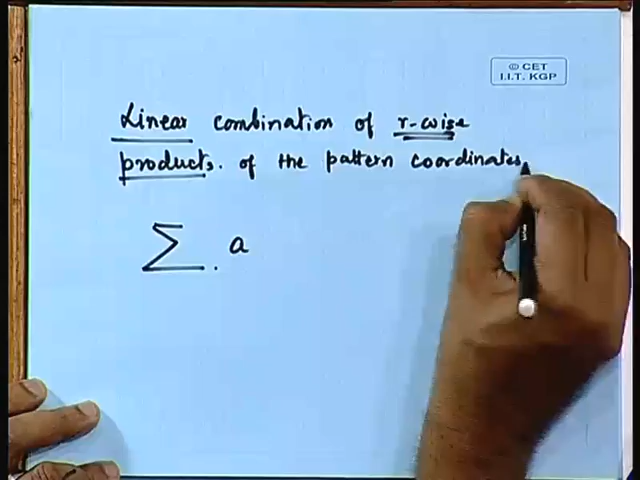 © CET
I.I.T. KGP
Linear combination of r-wise
products. of the pattern coordinates.
∑ . a